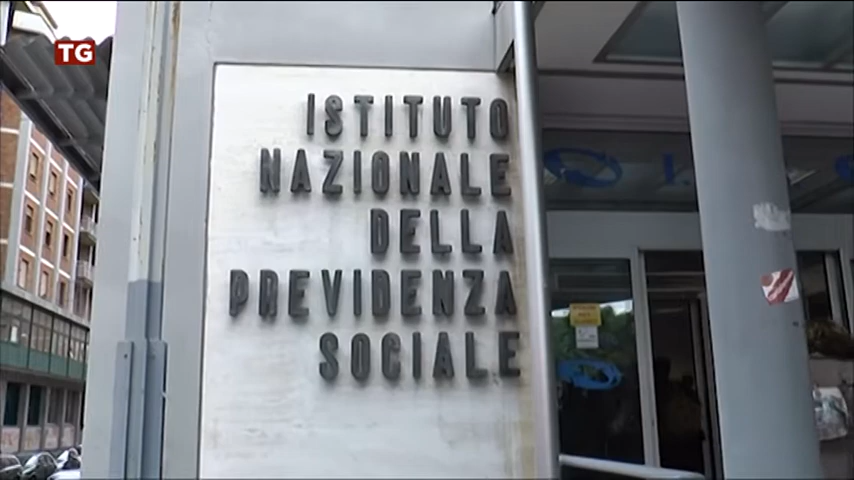 TG
ISTITUTO
NAZIONALE
DELLA
PREVIDENZA
SOCIALE